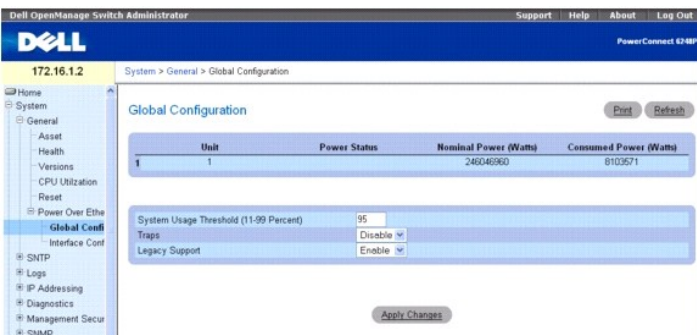 Dell OpenManage Switch Administrator
Support Help About Log Out
DELL
PowerConnect 6248P
172.16.1.2
System > General > Global Configuration
Home
System
General
Asset
Health
Versions
CPU Utilization
Reset
Power Over Ethe
Global Confi
Interface Conf
SNTP
Logs
IP Addressing
Diagnostics
Management Secur
SNMP
Global Configuration
Print Refresh
Unit Power Status Nominal Power (Watts) Consumed Power (Watts)
1 1 246046960 8103571
System Usage Threshold (11-99 Percent) 95
Traps Disable
Legacy Support Enable
Apply Changes